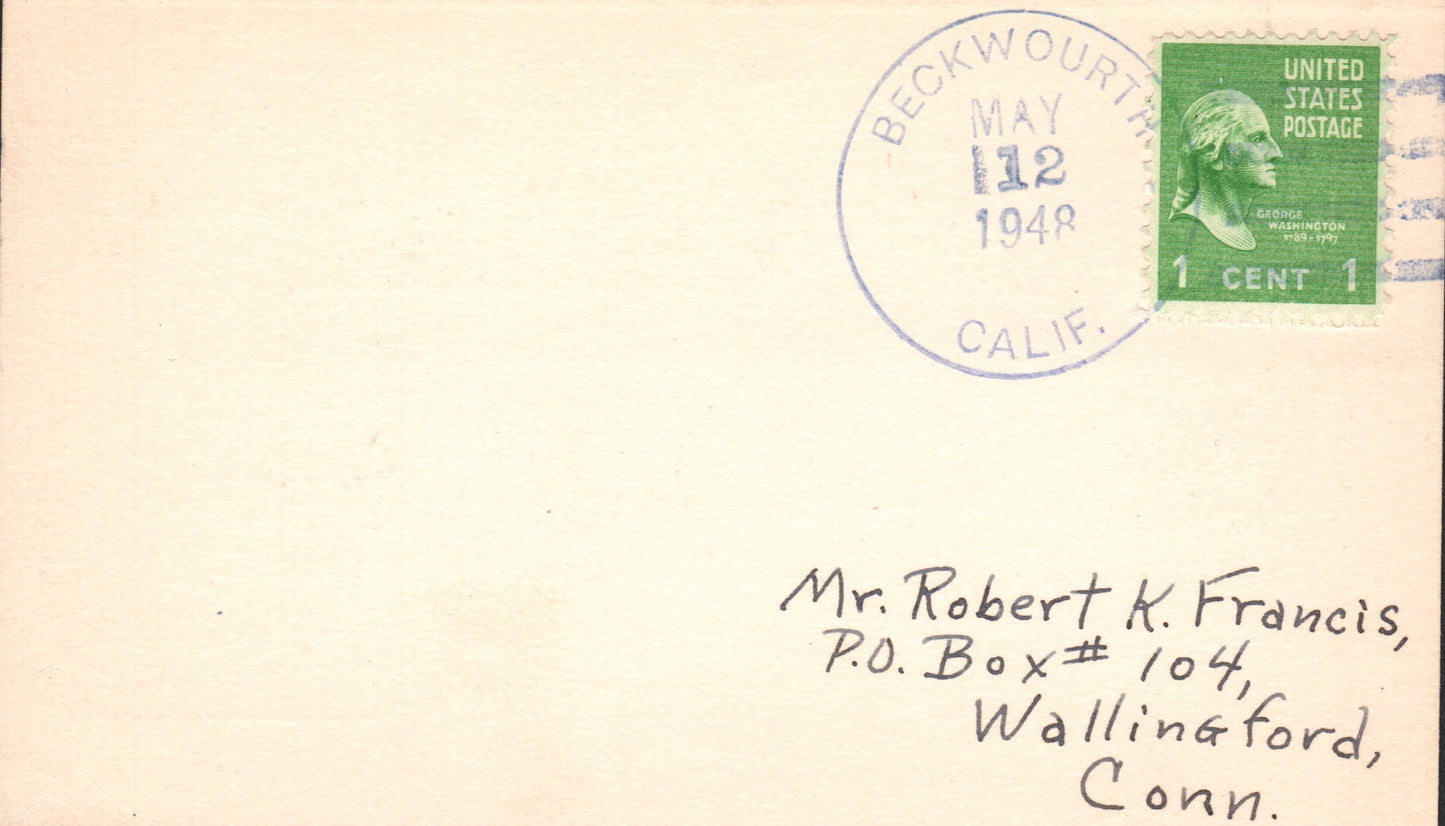 BECKWOURTH
MAY
12
1948
CALIF.
UNITED
STATES
POSTAGE
GEORGE
WASHINGTON
1789-1797
1 CENT 1
Mr. Robert K. Francis,
P.O. Box # 104,
Wallingford,
Conn.